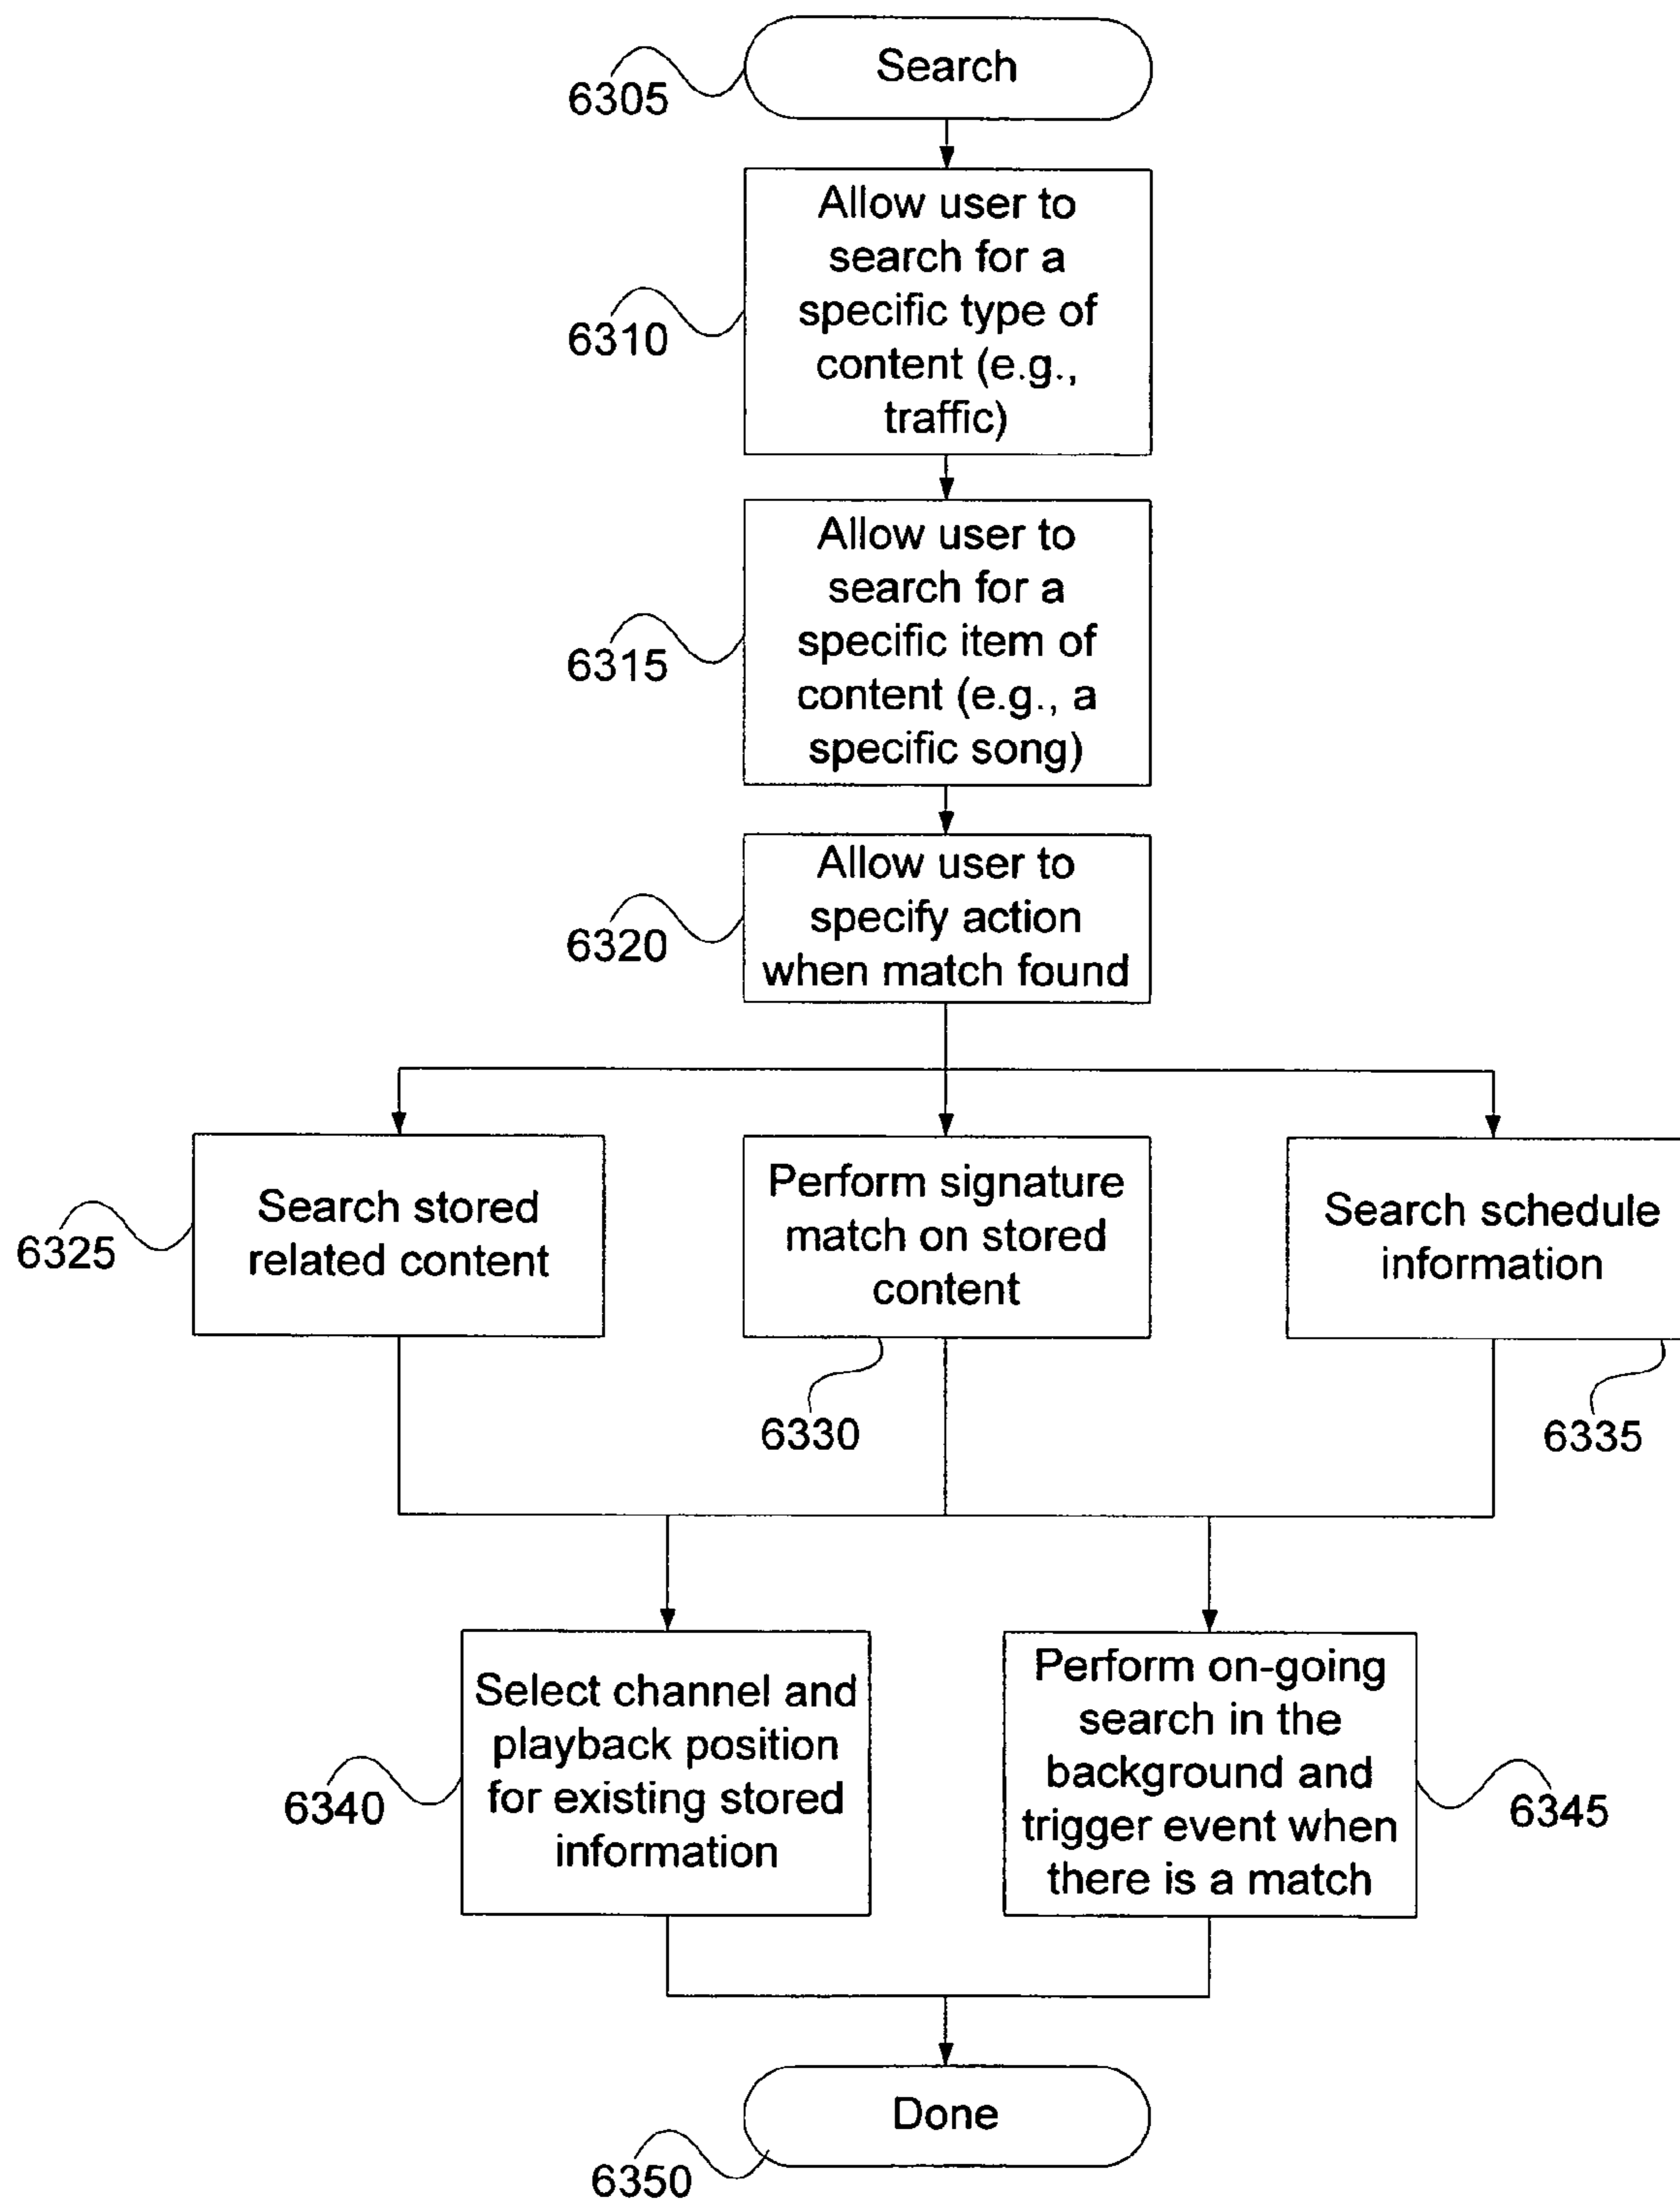 Search
6305
Allow user to
search for a
specific type of
content (e.g.,
traffic)
6310
Allow user to
search for a
specific item of
content (e.g., a
specific song)
6315
Allow user to
specify action
when match found
6320
Search stored
related content
6325
Perform signature
match on stored
content
6330
Search schedule
information
6335
Select channel and
playback position
for existing stored
information
6340
Perform on-going
search in the
background and
trigger event when
there is a match
6345
Done
6350